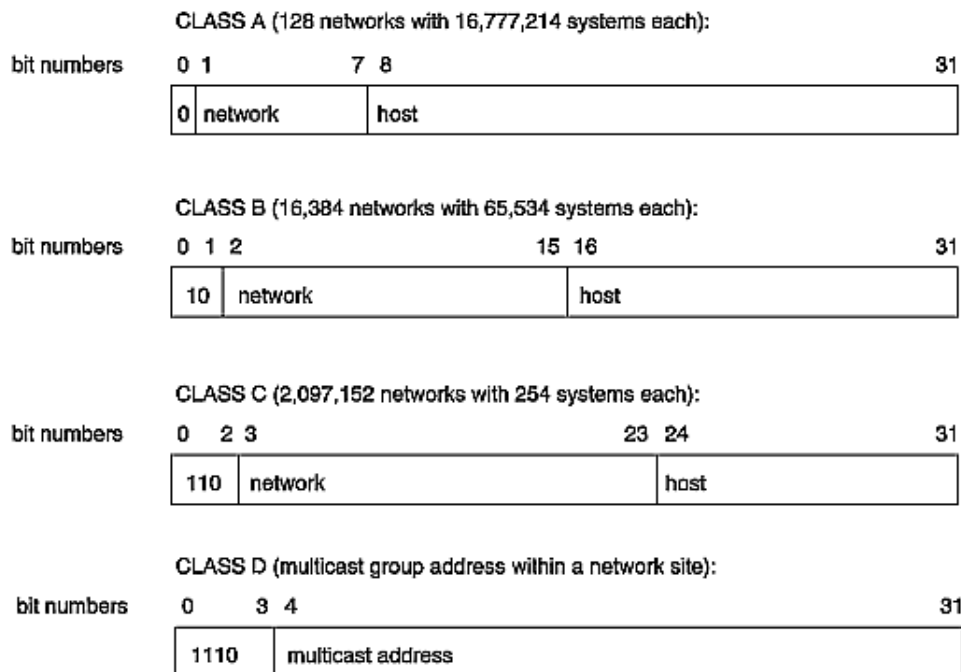 CLASS A (128 networks with 16,777,214 systems each):
bit numbers 0 1 7 8 31
0 network host
CLASS B (16,384 networks with 65,534 systems each):
bit numbers 0 1 2 15 16 31
10 network host
CLASS C (2,097,152 networks with 254 systems each):
bit numbers 0 2 3 23 24 31
110 network host
CLASS D (multicast group address within a network site):
bit numbers 0 3 4 31
1110 multicast address